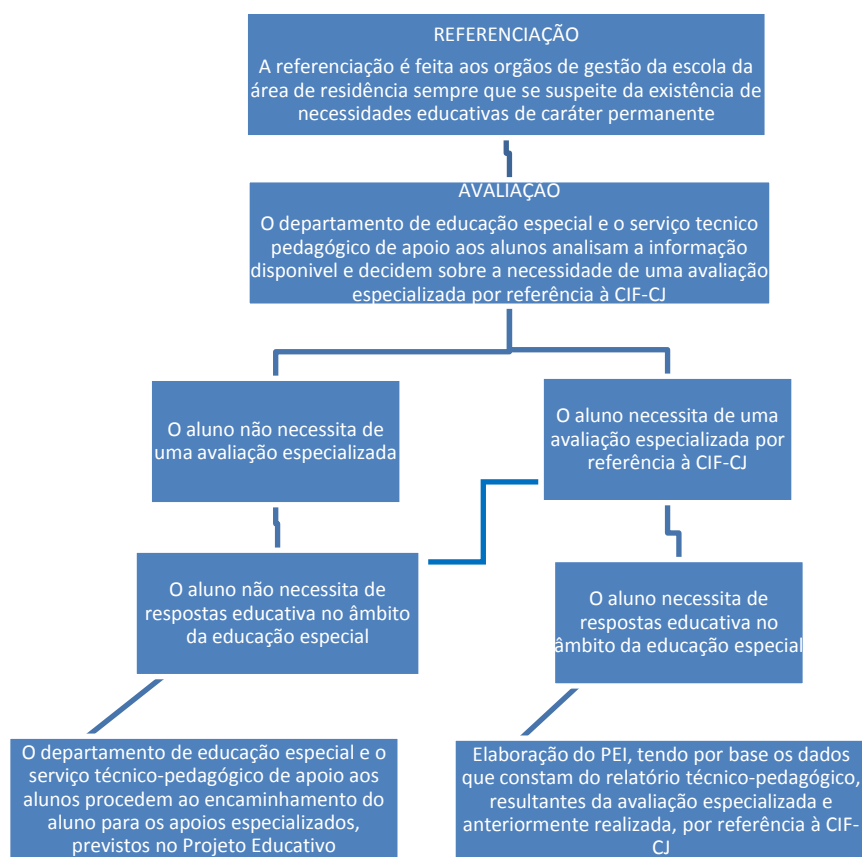 REFERENCIAÇÃO
A referenciação é feita aos orgãos de gestão da escola da
área de residência sempre que se suspeite da existência de
necessidades educativas de caráter permanente
AVALIAÇÃO
O departamento de educação especial e o serviço tecnico
pedagógico de apoio aos alunos analisam a informação
disponivel e decidem sobre a necessidade de uma avaliação
especializada por referência à CIF-CJ
O aluno não necessita de
uma avaliação especializada
O aluno necessita de uma
avaliação especializada por
referência à CIF-CJ
O aluno não necessita de
respostas educativa no âmbito
da educação especial
O aluno necessita de
respostas educativa no
âmbito da educação especial
O departamento de educação especial e o
serviço técnico-pedagógico de apoio aos
alunos procedem ao encaminhamento do
aluno para os apoios especializados,
previstos no Projeto Educativo
Elaboração do PEI, tendo por base os dados
que constam do relatório técnico-pedagógico,
resultantes da avaliação especializada e
anteriormente realizada, por referência à CIF-
CJ